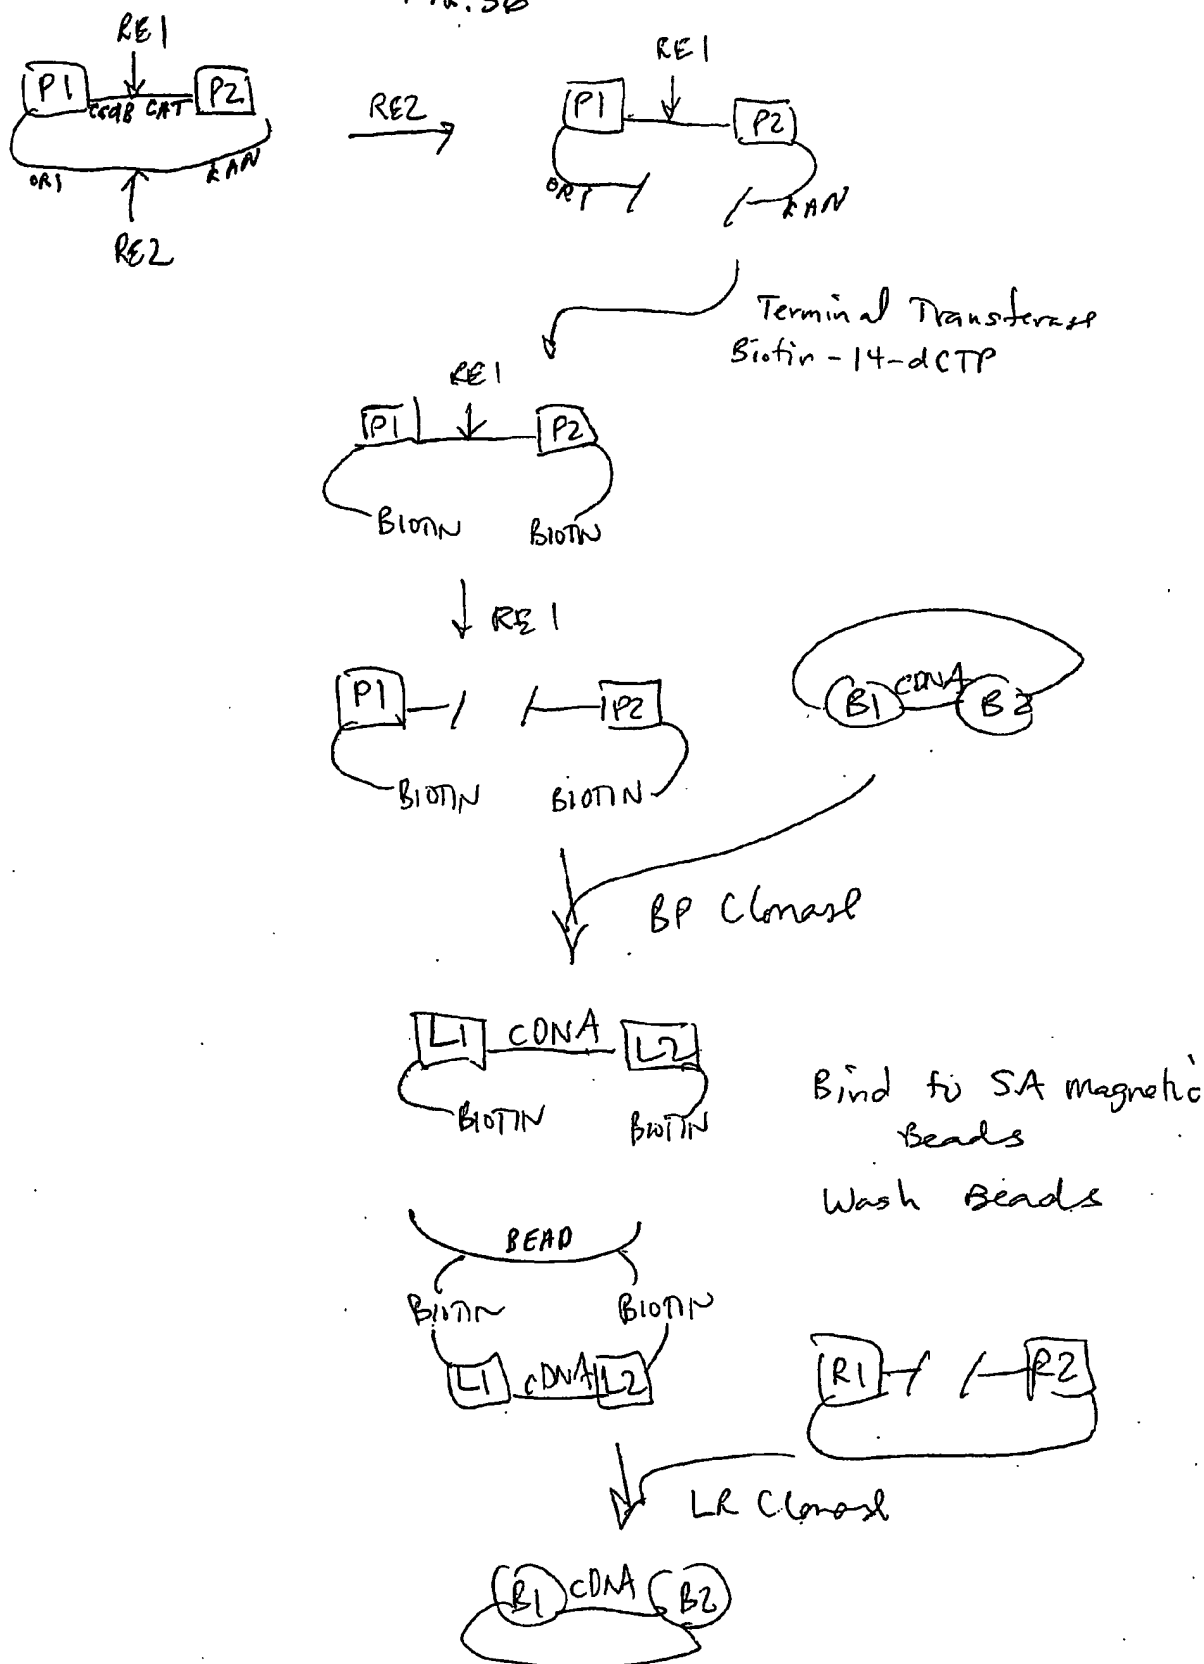 FIG. 3B
RE1
P1 ccdB CAT P2
ORI KAN
RE2
RE2
RE1
P1 P2
ORI KAN
Terminal Transferase
Biotin-14-dCTP
RE1
P1 P2
BIOTIN BIOTIN
RE1
P1 P2
BIOTIN BIOTIN
B1 CDNA B2
BP Clonase
L1 CDNA L2
BIOTIN BIOTIN
Bind to SA magnetic
Beads
Wash Beads
BEAD
BIOTIN BIOTIN
L1 cDNA L2
R1 R2
LR Clonase
B1 cDNA B2